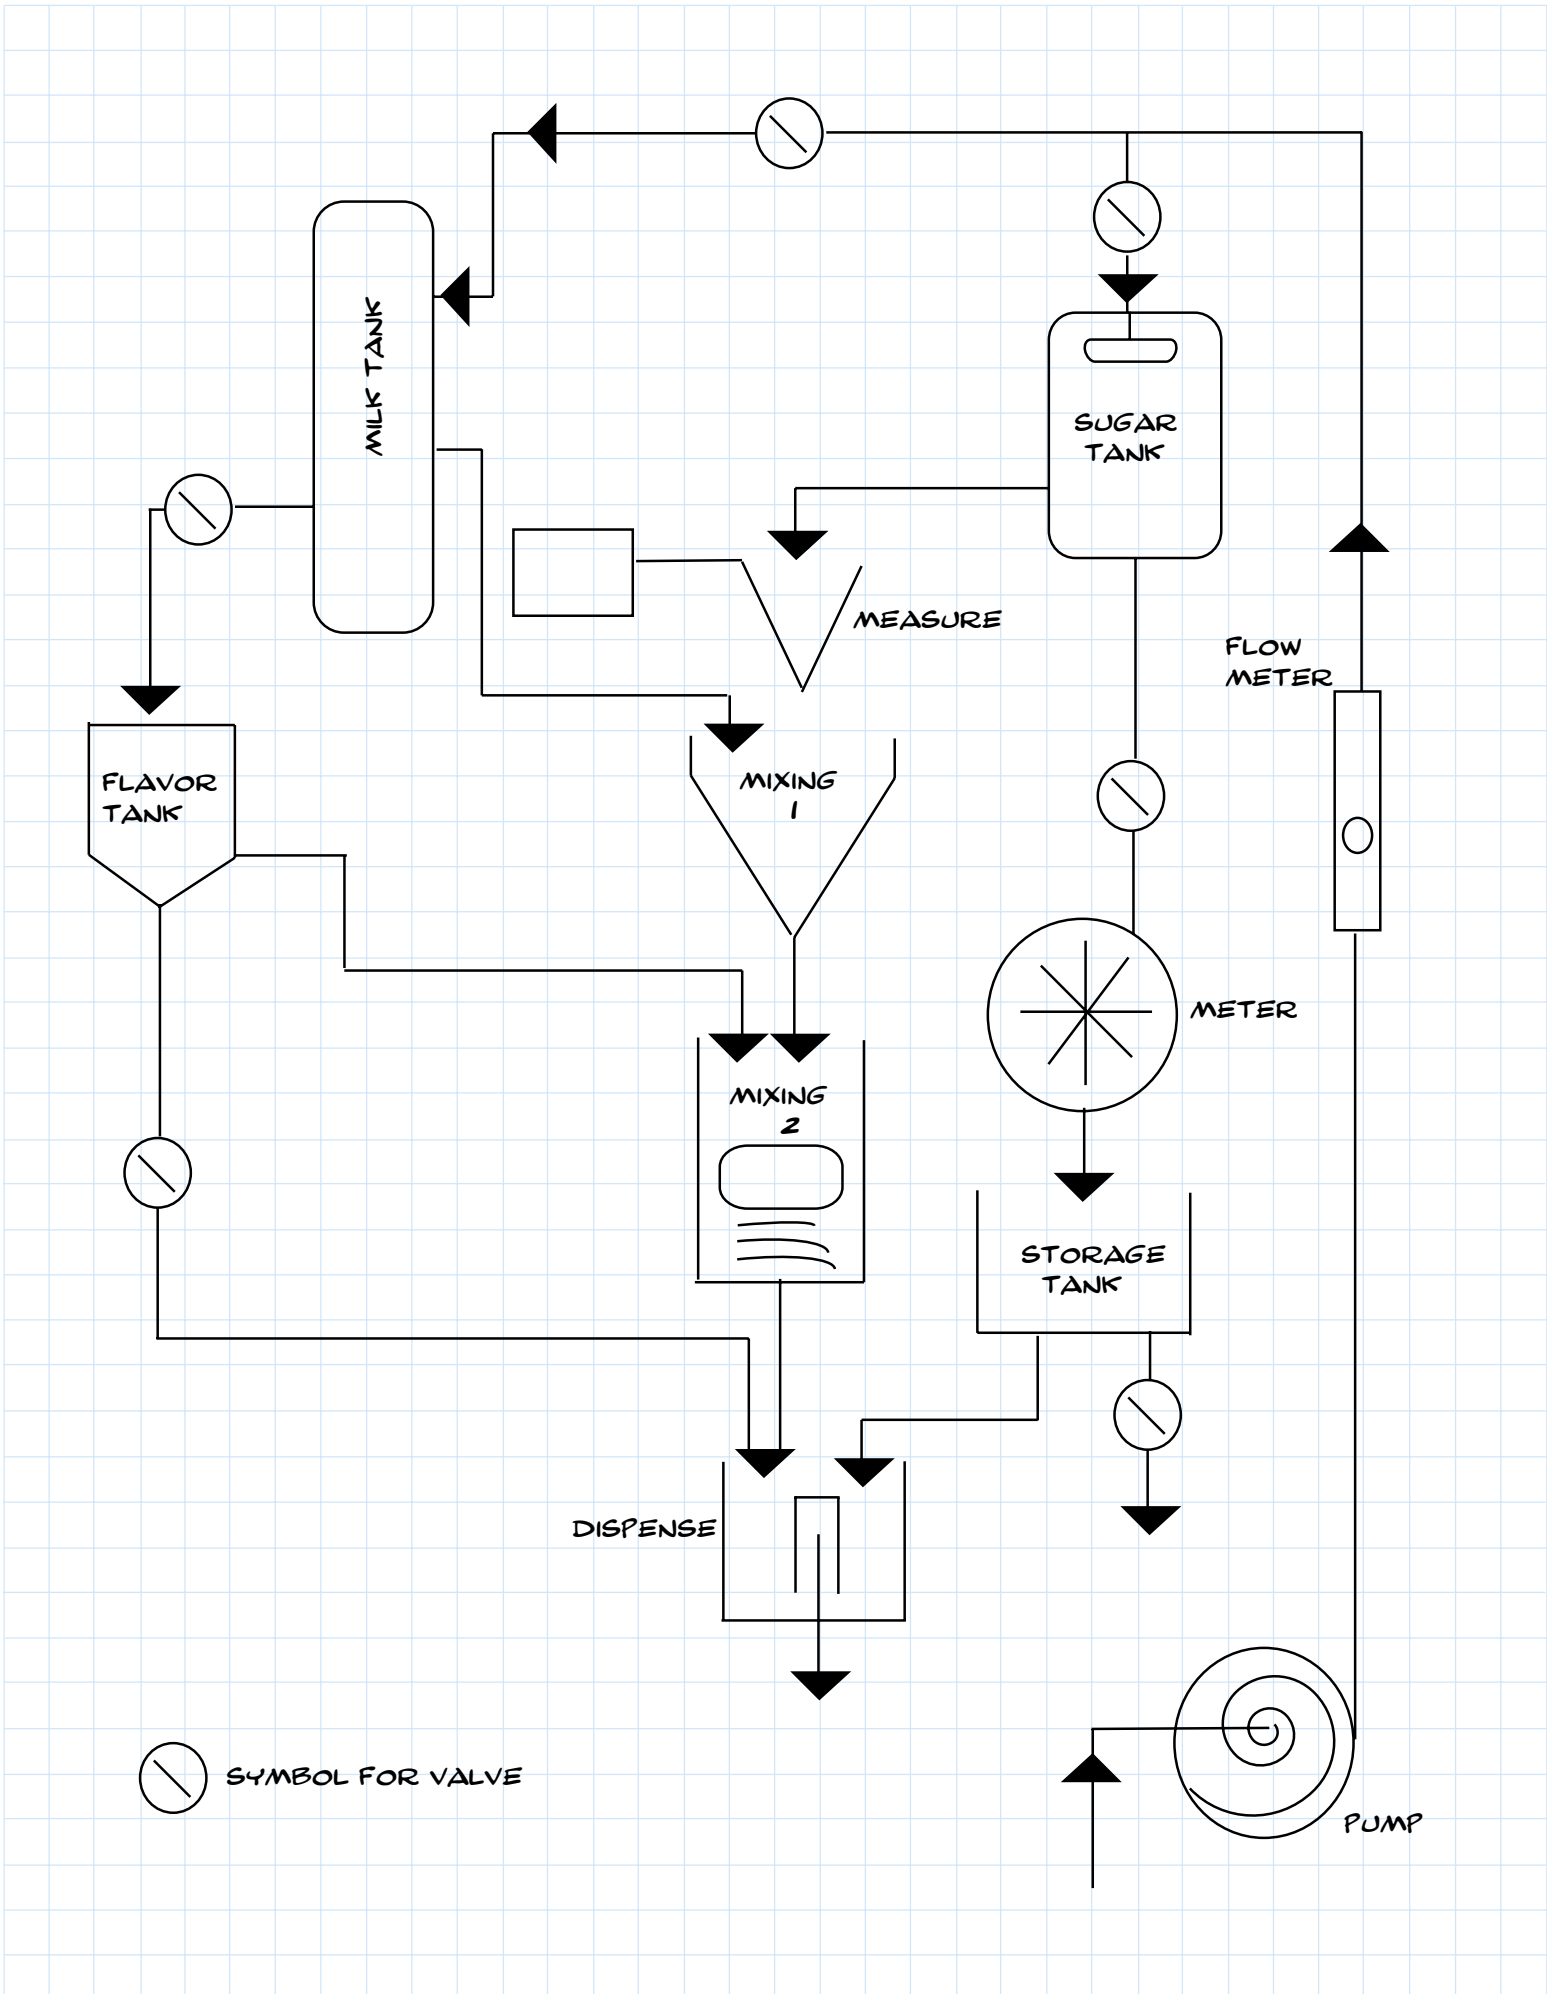 MILK TANK
SUGAR
TANK
MEASURE
FLOW
METER
FLAVOR
TANK
MIXING
1
METER
MIXING
2
STORAGE
TANK
DISPENSE
SYMBOL FOR VALVE
PUMP